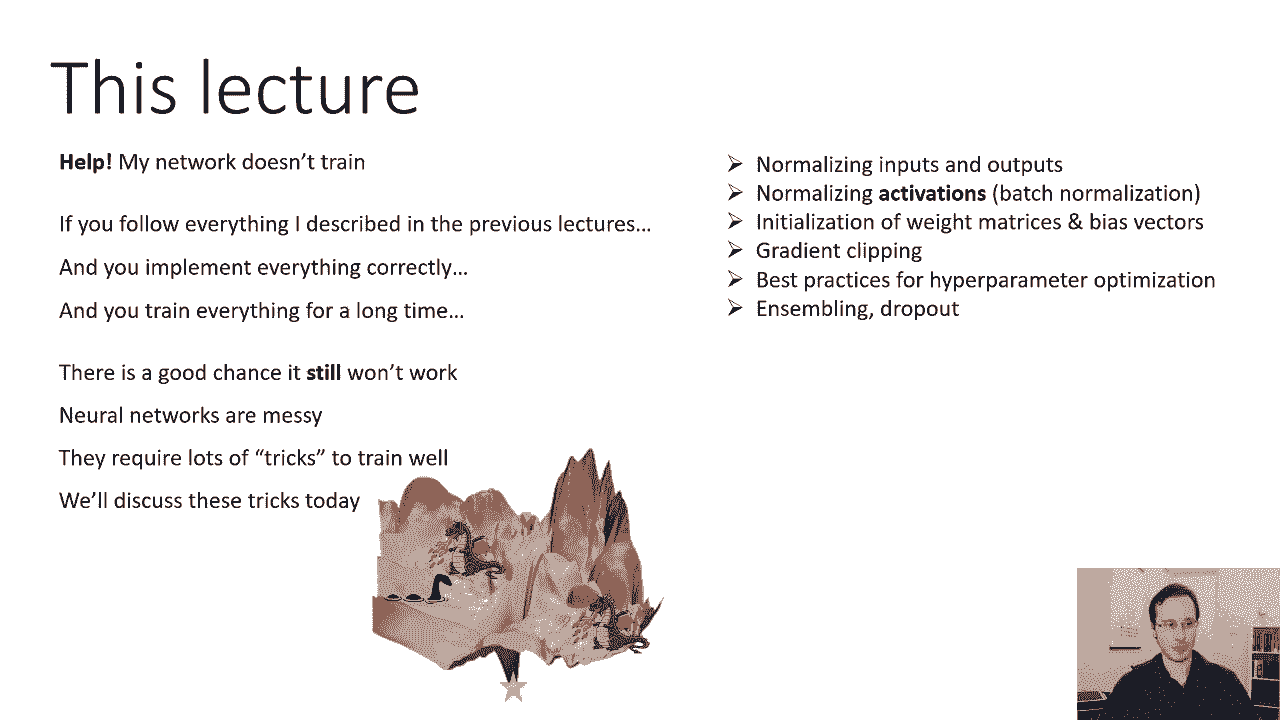 This lecture
Help! My network doesn’t train
If you follow everything I described in the previous lectures…
And you implement everything correctly…
And you train everything for a long time…
There is a good chance it still won’t work
Neural networks are messy
They require lots of “tricks” to train well
We’ll discuss these tricks today
➢ Normalizing inputs and outputs
➢ Normalizing activations (batch normalization)
➢ Initialization of weight matrices & bias vectors
➢ Gradient clipping
➢ Best practices for hyperparameter optimization
➢ Ensembling, dropout